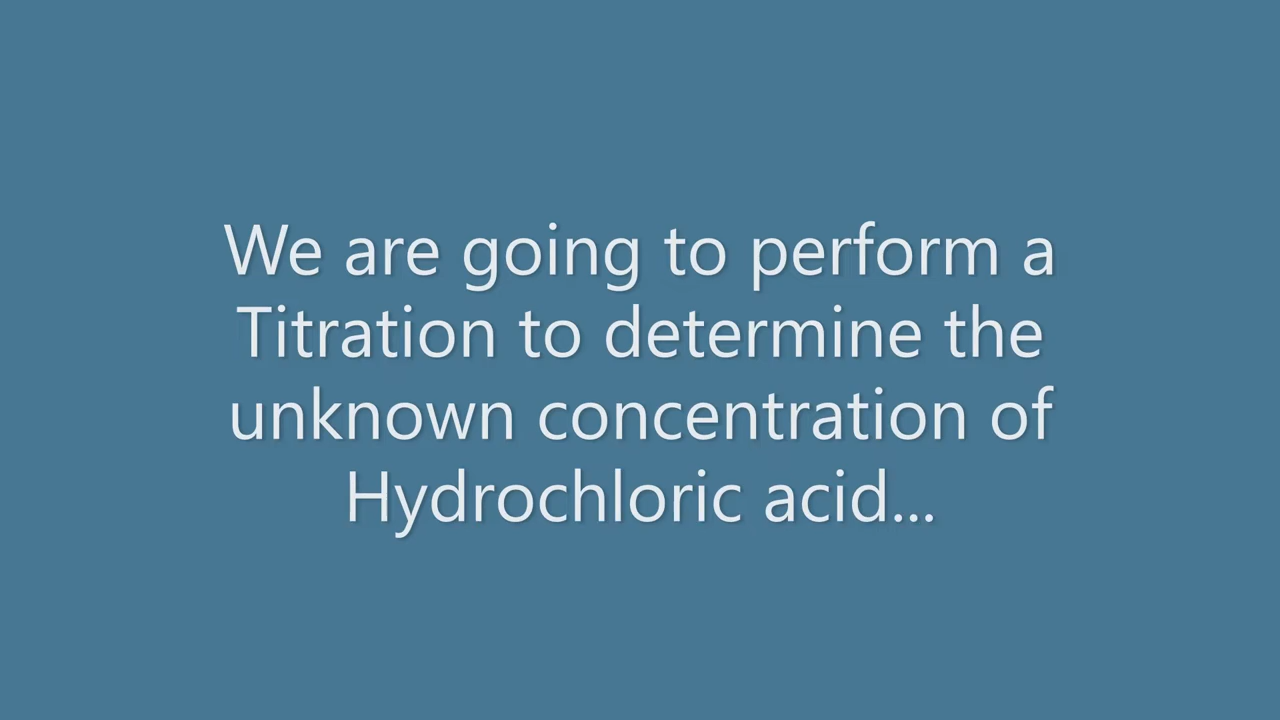 We are going to perform a
Titration to determine the
unknown concentration of
Hydrochloric acid...